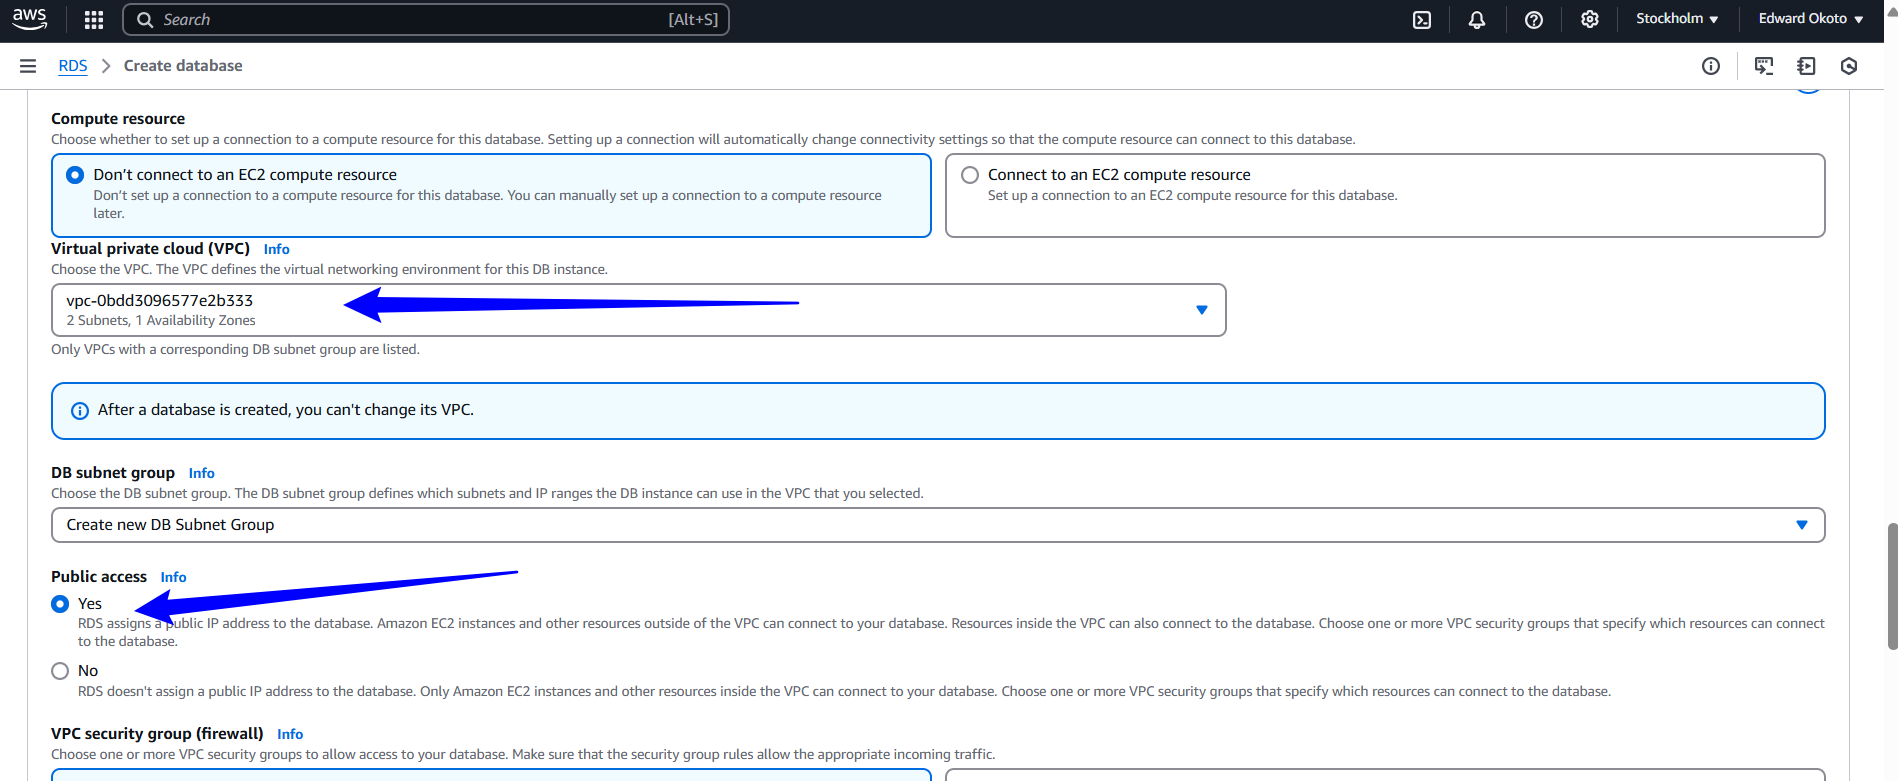 aws
Search
[Alt+S]
Stockholm
Edward Okoto
RDS
Create database
Compute resource
Choose whether to set up a connection to a compute resource for this database. Setting up a connection will automatically change connectivity settings so that the compute resource can connect to this database.
Don’t connect to an EC2 compute resource
Don’t set up a connection to a compute resource for this database. You can manually set up a connection to a compute resource
later.
Connect to an EC2 compute resource
Set up a connection to an EC2 compute resource for this database.
Virtual private cloud (VPC) Info
Choose the VPC. The VPC defines the virtual networking environment for this DB instance.
vpc-0bdd3096577e2b333
2 Subnets, 1 Availability Zones
Only VPCs with a corresponding DB subnet group are listed.
After a database is created, you can't change its VPC.
DB subnet group Info
Choose the DB subnet group. The DB subnet group defines which subnets and IP ranges the DB instance can use in the VPC that you selected.
Create new DB Subnet Group
Public access Info
Yes
RDS assigns a public IP address to the database. Amazon EC2 instances and other resources outside of the VPC can connect to your database. Resources inside the VPC can also connect to the database. Choose one or more VPC security groups that specify which resources can connect
to the database.
No
RDS doesn't assign a public IP address to the database. Only Amazon EC2 instances and other resources inside the VPC can connect to your database. Choose one or more VPC security groups that specify which resources can connect to the database.
VPC security group (firewall) Info
Choose one or more VPC security groups to allow access to your database. Make sure that the security group rules allow the appropriate incoming traffic.